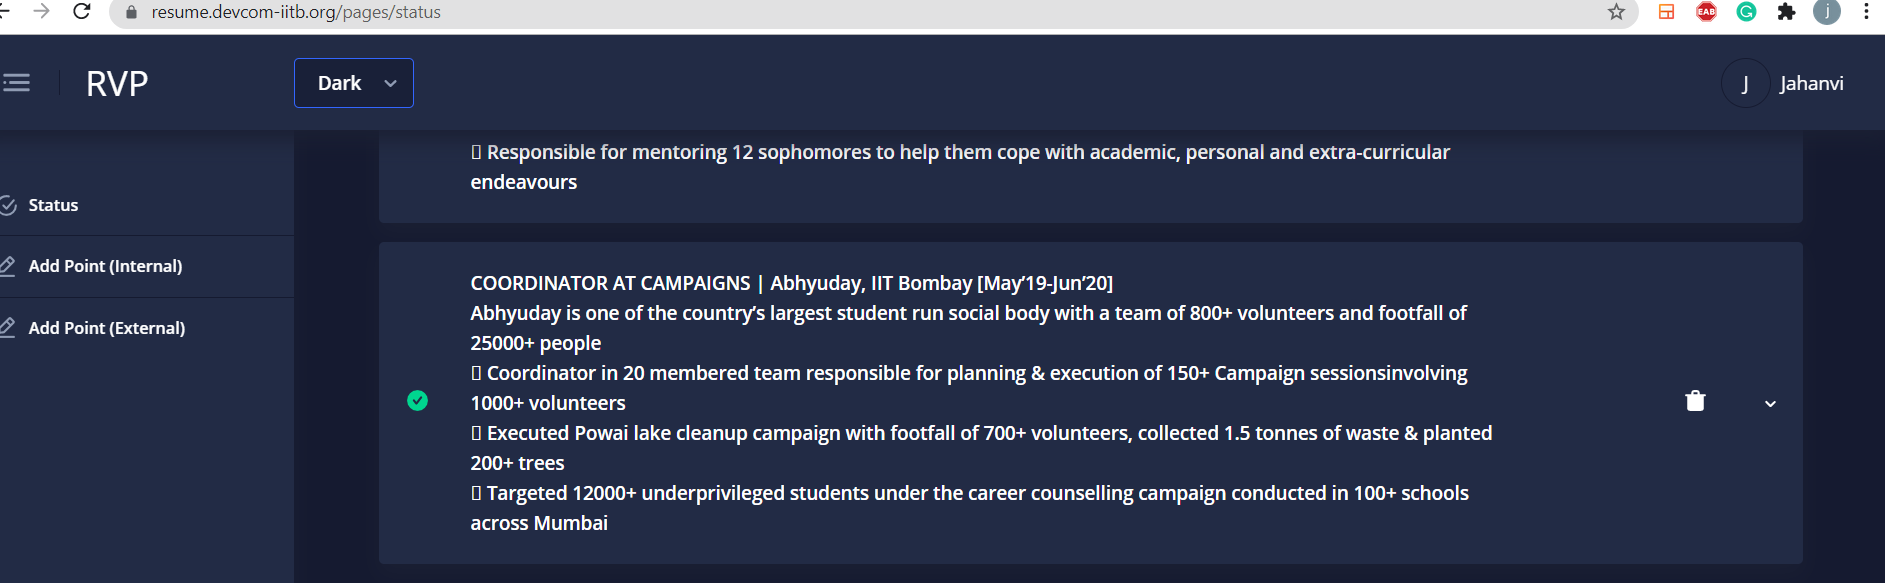 resume.devcom-iitb.org/pages/status
EAB
G
j
RVP
Dark
J
Jahanvi
Status
Add Point (Internal)
Add Point (External)
▯ Responsible for mentoring 12 sophomores to help them cope with academic, personal and extra-curricular
endeavours
COORDINATOR AT CAMPAIGNS | Abhyuday, IIT Bombay [May’19-Jun’20]
Abhyuday is one of the country’s largest student run social body with a team of 800+ volunteers and footfall of
25000+ people
▯ Coordinator in 20 membered team responsible for planning & execution of 150+ Campaign sessionsinvolving
1000+ volunteers
▯ Executed Powai lake cleanup campaign with footfall of 700+ volunteers, collected 1.5 tonnes of waste & planted
200+ trees
▯ Targeted 12000+ underprivileged students under the career counselling campaign conducted in 100+ schools
across Mumbai